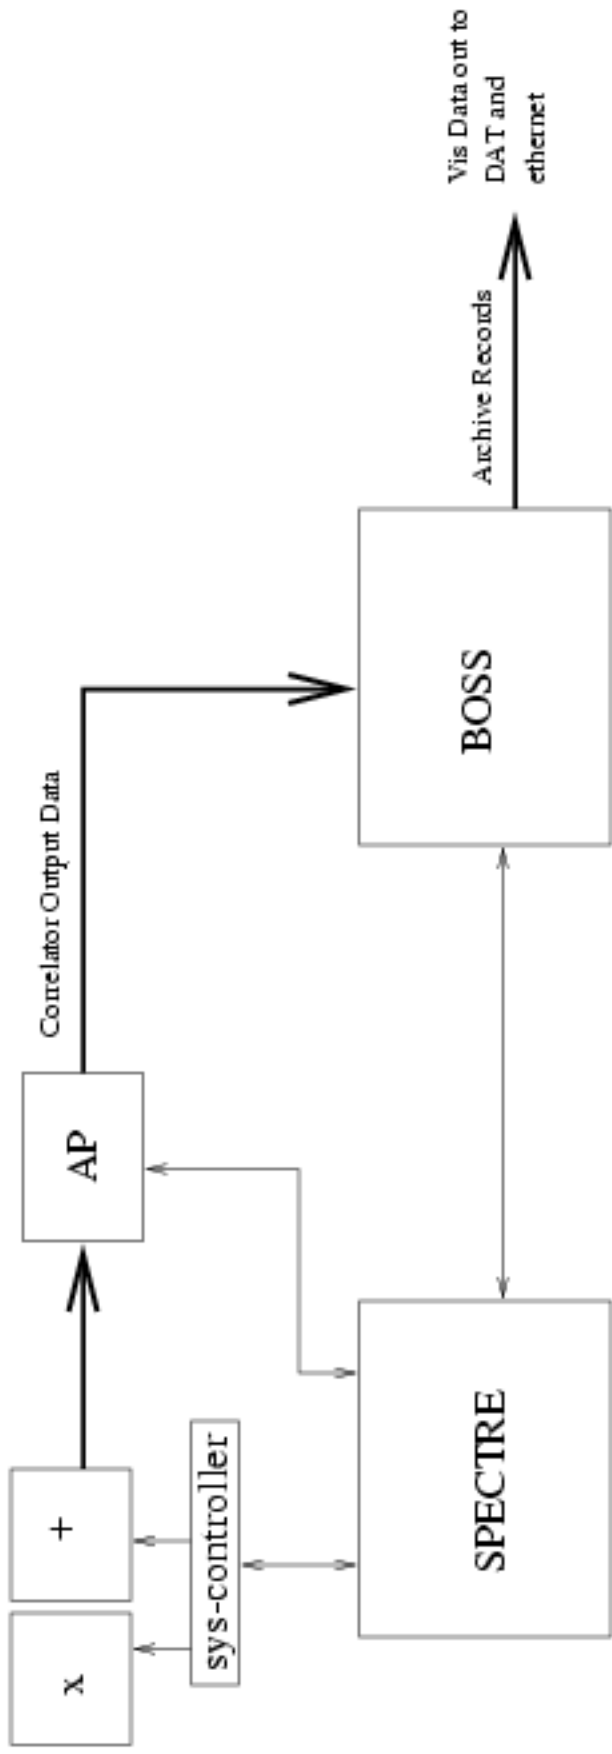 x
+
AP
Correlator Output Data
sys-controller
SPECTRE
BOSS
Archive Records
Vis Data out to
DAT and
ethernet